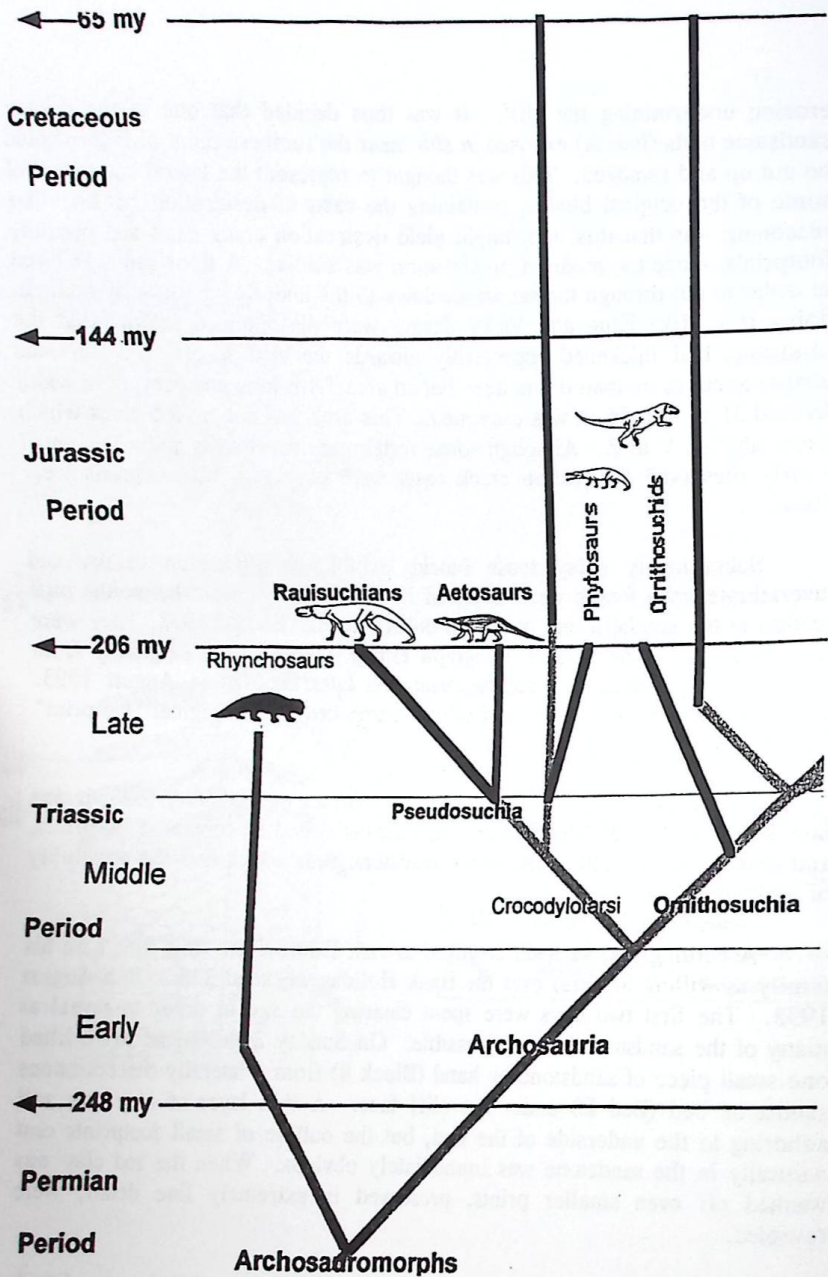 65 my
Cretaceous
Period
144 my
Jurassic
Period
Phytosaurs
Ornithosuchids
Rauisuchians
Aetosaurs
206 my
Rhynchosaurs
Late
Triassic
Pseudosuchia
Middle
Crocodylotarsi
Ornithosuchia
Period
Early
Archosauria
248 my
Permian
Period
Archosauromorphs